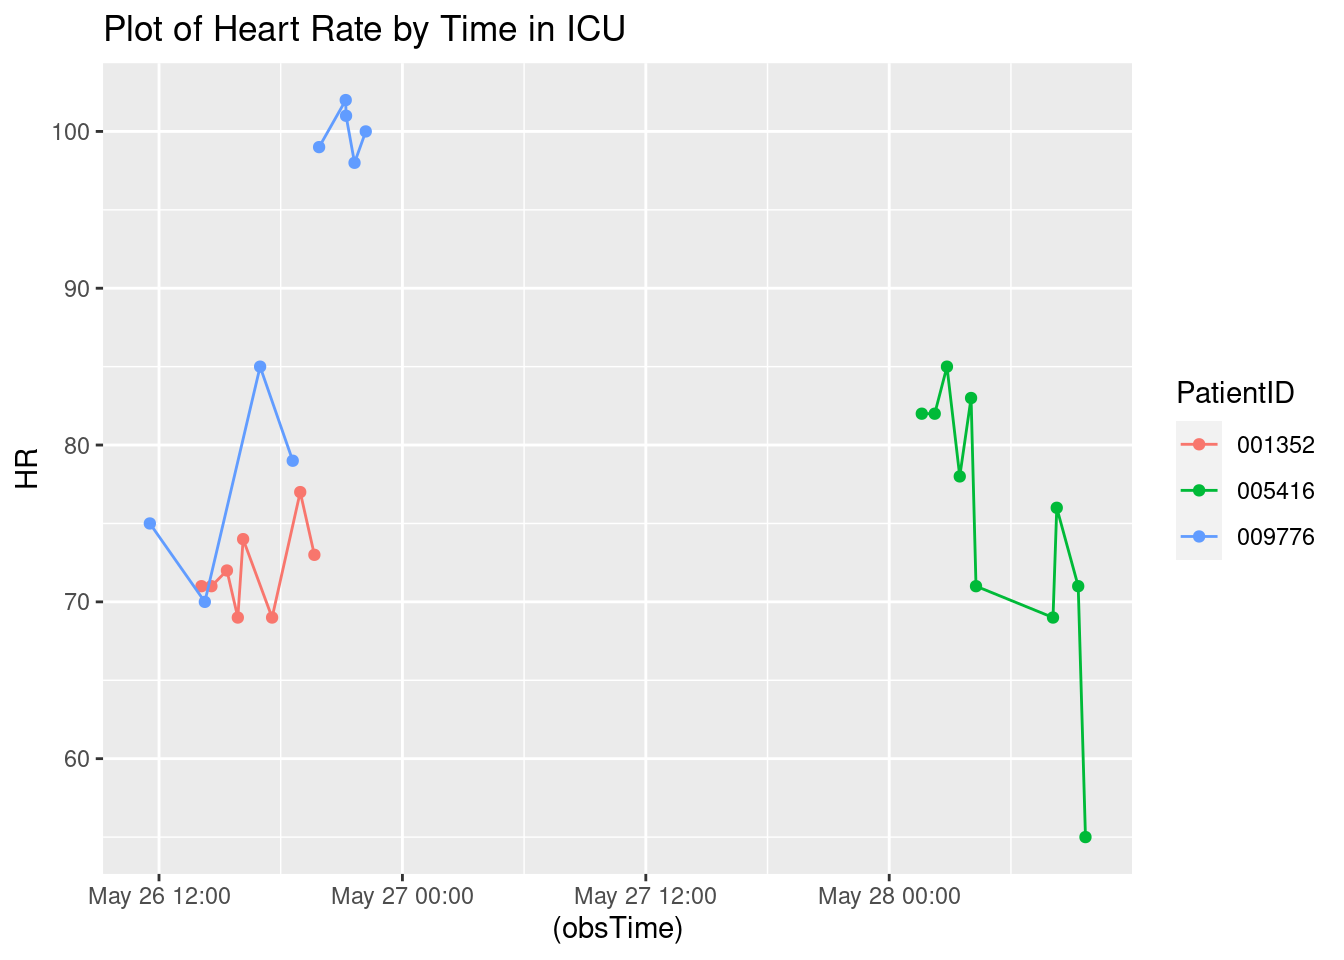 Plot of Heart Rate by Time in ICU
HR
100
90
80
70
60
May 26 12:00
May 27 00:00
May 27 12:00
May 28 00:00
(obsTime)
PatientID
001352
005416
009776